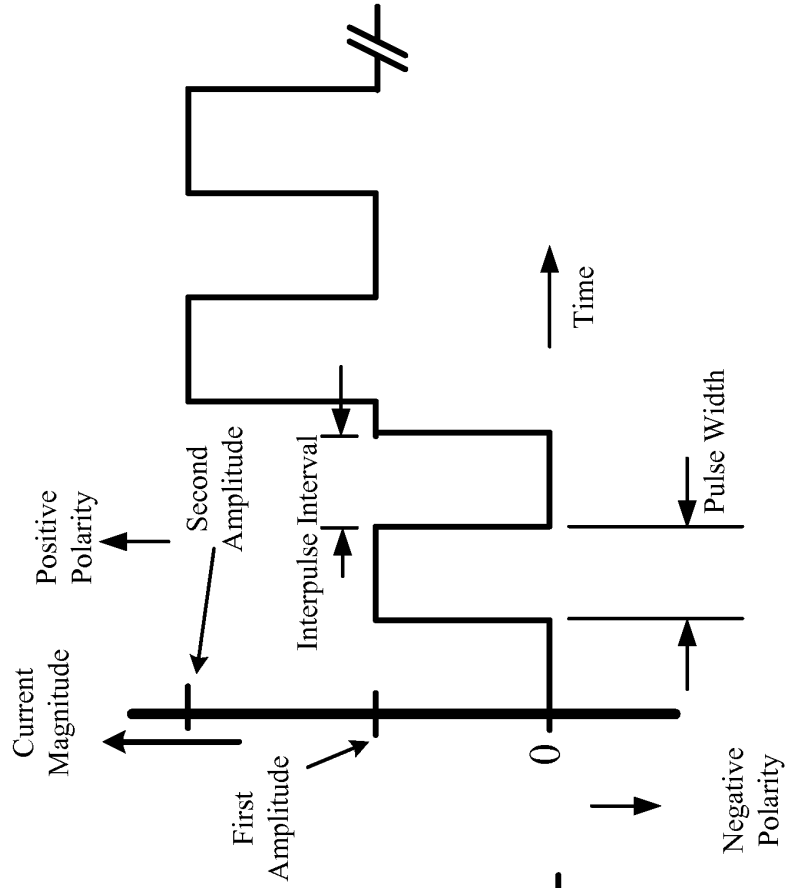 Current
Magnitude
Positive
Polarity
Second
Amplitude
First
Amplitude
Interpulse Interval
0
Time
Pulse Width
Negative
Polarity